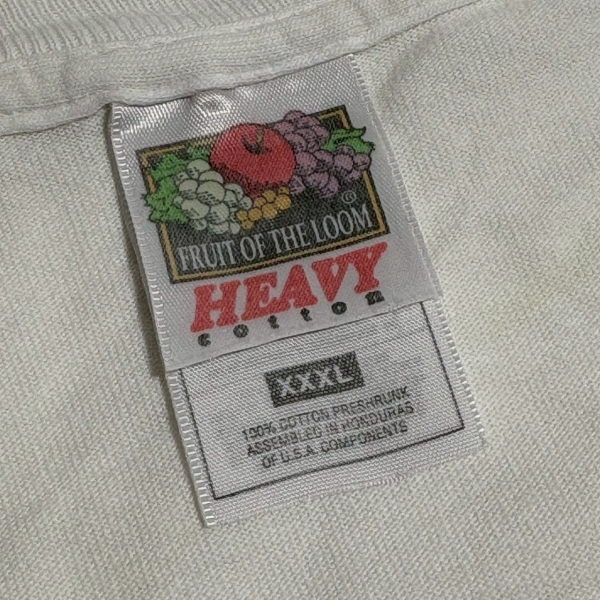 ®
FRUIT OF THE LOOM
HEAVY
cotton
XXXL
100% COTTON PRESHRUNK
ASSEMBLED IN HONDURAS
OF U.S.A. COMPONENTS